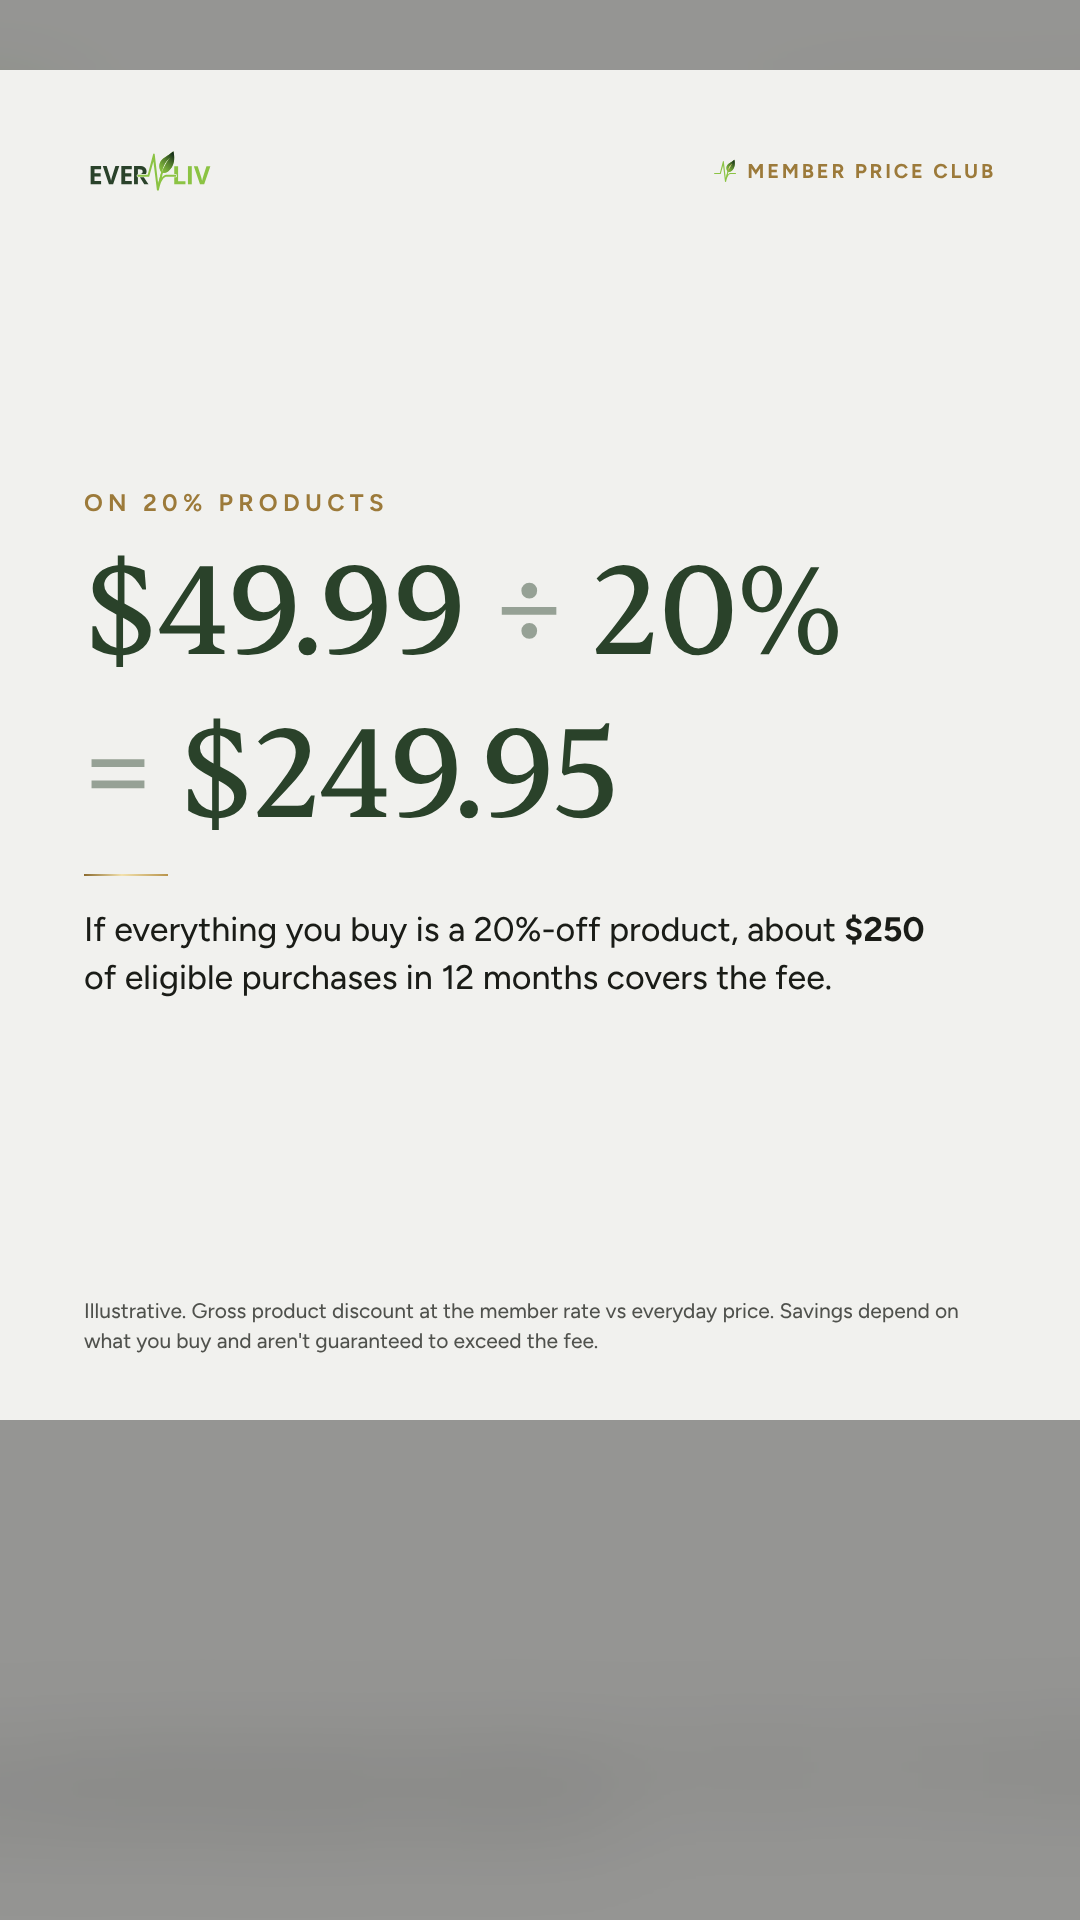 EVER LIV
MEMBER PRICE CLUB
ON 20% PRODUCTS
$49.99 ÷ 20%
= $249.95
If everything you buy is a 20%-off product, about $250
of eligible purchases in 12 months covers the fee.
Illustrative. Gross product discount at the member rate vs everyday price. Savings depend on
what you buy and aren't guaranteed to exceed the fee.